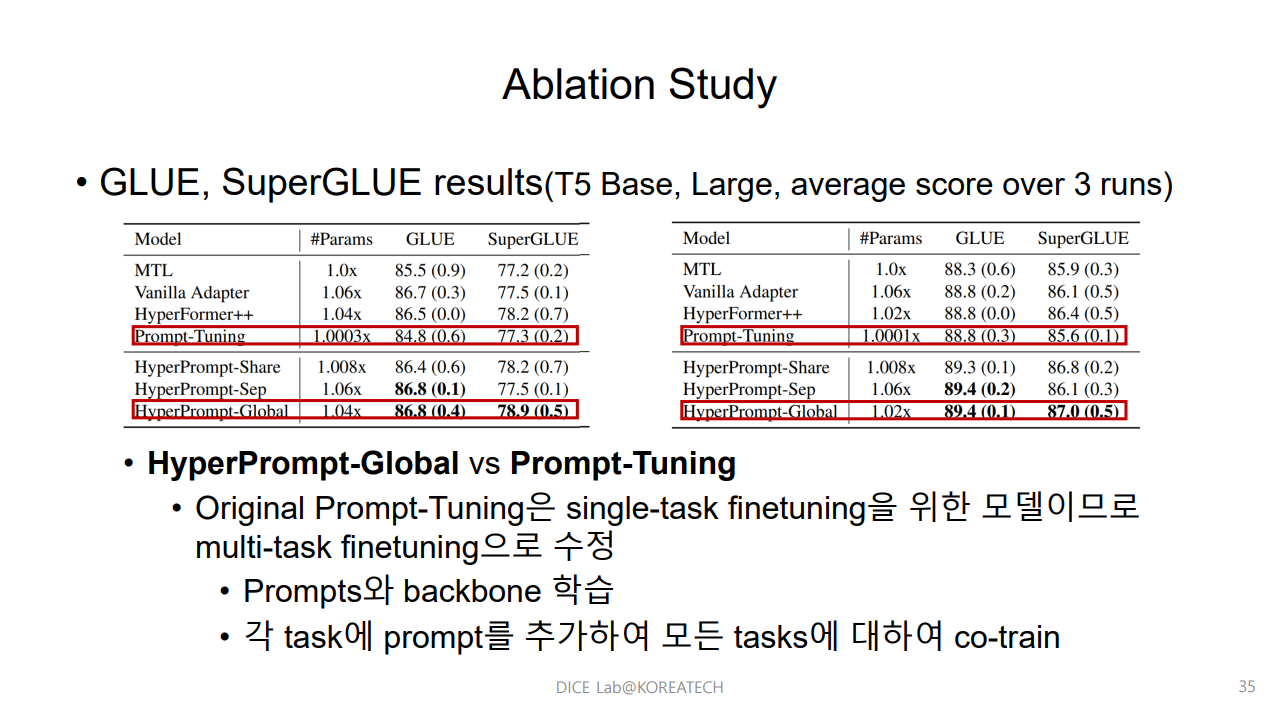 Ablation Study
• GLUE, SuperGLUE results(T5 Base, Large, average score over 3 runs)
Model #Params GLUE SuperGLUE
MTL 1.0x 85.5 (0.9) 77.2 (0.2)
Vanilla Adapter 1.06x 86.7 (0.3) 77.5 (0.1)
HyperFormer++ 1.04x 86.5 (0.0) 78.2 (0.7)
Prompt-Tuning 1.0003x 84.8 (0.6) 77.3 (0.2)
HyperPrompt-Share 1.008x 86.4 (0.6) 78.2 (0.7)
HyperPrompt-Sep 1.06x 86.8 (0.1) 77.5 (0.1)
HyperPrompt-Global 1.04x 86.8 (0.4) 78.9 (0.5)
Model #Params GLUE SuperGLUE
MTL 1.0x 88.3 (0.6) 85.9 (0.3)
Vanilla Adapter 1.06x 88.8 (0.2) 86.1 (0.5)
HyperFormer++ 1.02x 88.8 (0.0) 86.4 (0.5)
Prompt-Tuning 1.0001x 88.8 (0.3) 85.6 (0.1)
HyperPrompt-Share 1.008x 89.3 (0.1) 86.8 (0.2)
HyperPrompt-Sep 1.06x 89.4 (0.2) 86.1 (0.3)
HyperPrompt-Global 1.02x 89.4 (0.1) 87.0 (0.5)
• HyperPrompt-Global vs Prompt-Tuning
• Original Prompt-Tuning은 single-task finetuning을 위한 모델이므로
multi-task finetuning으로 수정
• Prompts와 backbone 학습
• 각 task에 prompt를 추가하여 모든 tasks에 대하여 co-train
DICE Lab@KOREATECH
35